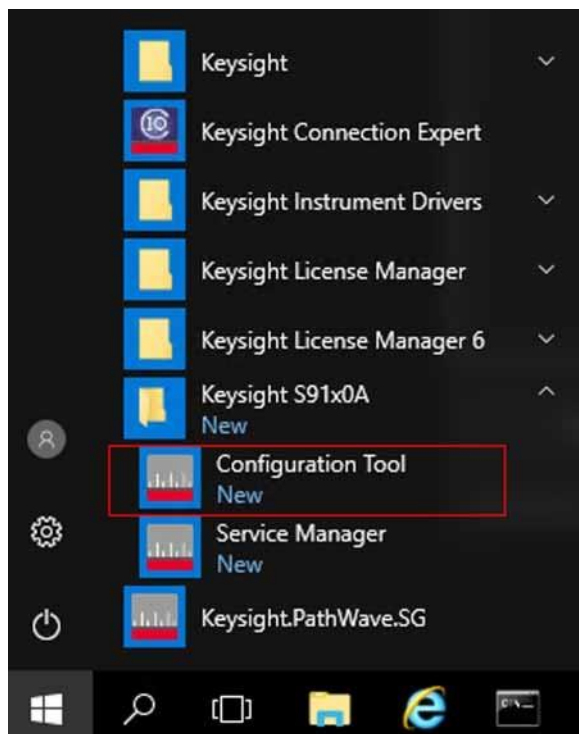 Keysight
Keysight Connection Expert
Keysight Instrument Drivers
Keysight License Manager
Keysight License Manager 6
Keysight S91x0A
New
Configuration Tool
New
Service Manager
New
Keysight.PathWave.SG